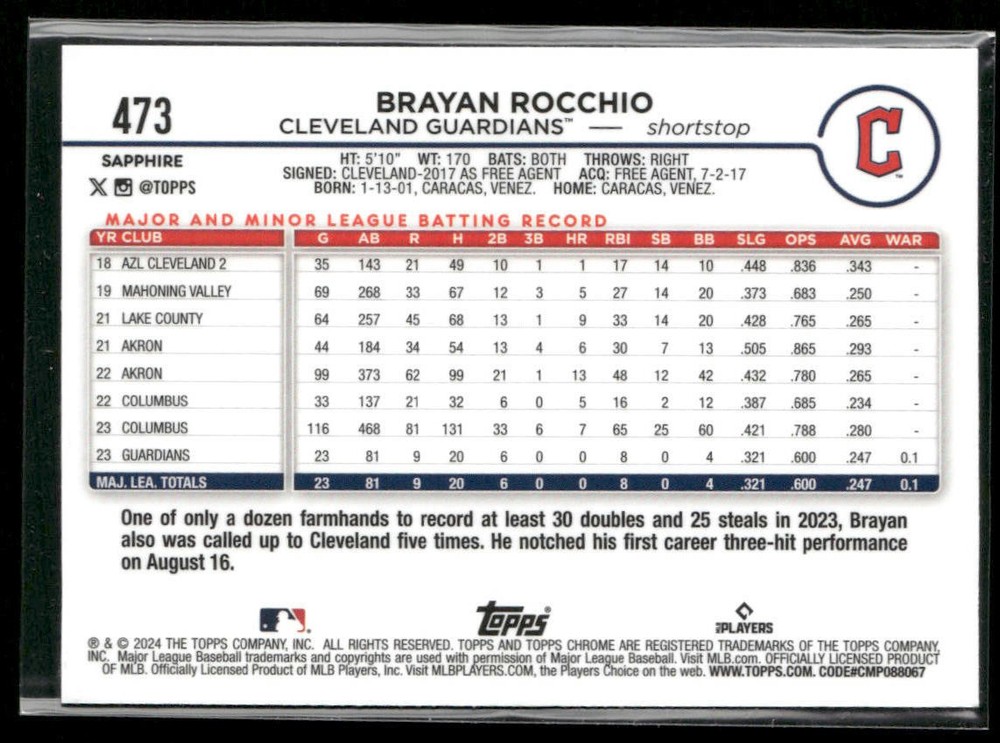 473
BRAYAN ROCCHIO
CLEVELAND GUARDIANS™ — shortstop
C™
SAPPHIRE
@TOPPS
HT: 5'10" WT: 170 BATS: BOTH THROWS: RIGHT
SIGNED: CLEVELAND-2017 AS FREE AGENT ACQ: FREE AGENT, 7-2-17
BORN: 1-13-01, CARACAS, VENEZ. HOME: CARACAS, VENEZ.
MAJOR AND MINOR LEAGUE BATTING RECORD
YR CLUB G AB R H 2B 3B HR RBI SB BB SLG OPS AVG WAR
18 AZL CLEVELAND 2 35 143 21 49 10 1 1 17 14 10 .448 .836 .343 -
19 MAHONING VALLEY 69 268 33 67 12 3 5 27 14 20 .373 .683 .250 -
21 LAKE COUNTY 64 257 45 68 13 1 9 33 14 20 .428 .765 .265 -
21 AKRON 44 184 34 54 13 4 6 30 7 13 .505 .865 .293 -
22 AKRON 99 373 62 99 21 1 13 48 12 42 .432 .780 .265 -
22 COLUMBUS 33 137 21 32 6 0 5 16 2 12 .387 .685 .234 -
23 COLUMBUS 116 468 81 131 33 6 7 65 25 60 .421 .788 .280 -
23 GUARDIANS 23 81 9 20 6 0 0 8 0 4 .321 .600 .247 0.1
MAJ. LEA. TOTALS 23 81 9 20 6 0 0 8 0 4 .321 .600 .247 0.1
One of only a dozen farmhands to record at least 30 doubles and 25 steals in 2023, Brayan
also was called up to Cleveland five times. He notched his first career three-hit performance
on August 16.
topps®
MLB PLAYERS
® & © 2024 THE TOPPS COMPANY, INC. ALL RIGHTS RESERVED. TOPPS AND TOPPS CHROME ARE REGISTERED TRADEMARKS OF THE TOPPS COMPANY,
INC. Major League Baseball trademarks and copyrights are used with permission of Major League Baseball. Visit MLB.com. OFFICIALLY LICENSED PRODUCT
OF MLB. Officially Licensed Product of MLB Players, Inc. Visit MLBPLAYERS.COM, the Players Choice on the web. WWW.TOPPS.COM. CODE#CMP088067